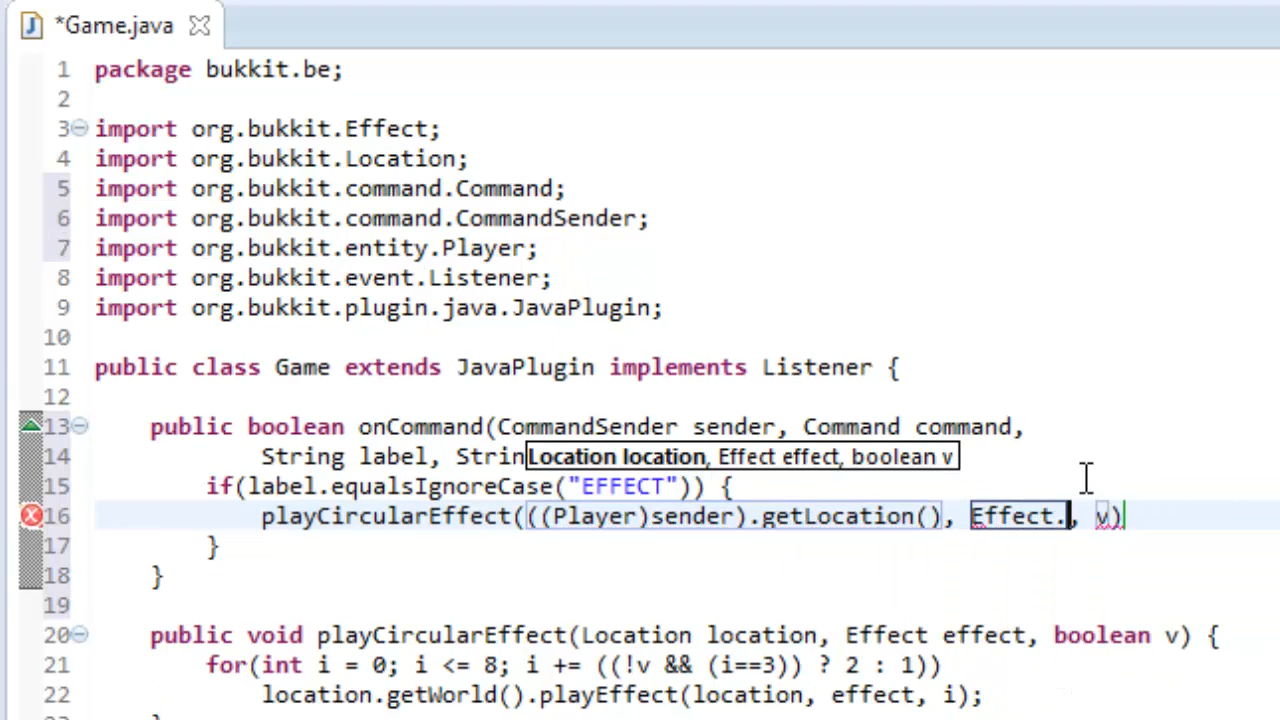 *Game.java
1 package bukkit.be;
2
3 import org.bukkit.Effect;
4 import org.bukkit.Location;
5 import org.bukkit.command.Command;
6 import org.bukkit.command.CommandSender;
7 import org.bukkit.entity.Player;
8 import org.bukkit.event.Listener;
9 import org.bukkit.plugin.java.JavaPlugin;
10
11 public class Game extends JavaPlugin implements Listener {
12
13 public boolean onCommand(CommandSender sender, Command command,
14 String label, Strin Location location, Effect effect, boolean v
15 if(label.equalsIgnoreCase("EFFECT")) {
16 playCircularEffect(((Player)sender).getLocation(), Effect., v)
17 }
18 }
19
20 public void playCircularEffect(Location location, Effect effect, boolean v) {
21 for(int i = 0; i <= 8; i += ((!v && (i==3)) ? 2 : 1))
22 location.getWorld().playEffect(location, effect, i);